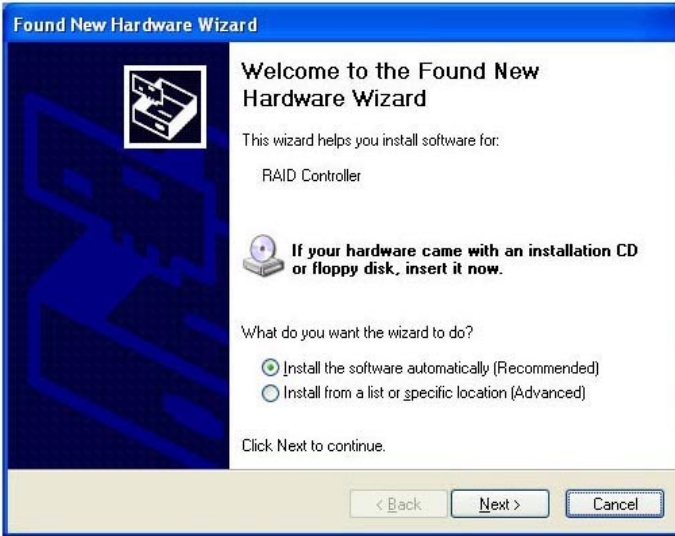 Found New Hardware Wizard
Welcome to the Found New
Hardware Wizard
This wizard helps you install software for:
RAID Controller
If your hardware came with an installation CD
or floppy disk, insert it now.
What do you want the wizard to do?
Install the software automatically (Recommended)
Install from a list or specific location (Advanced)
Click Next to continue.
< Back Next > Cancel